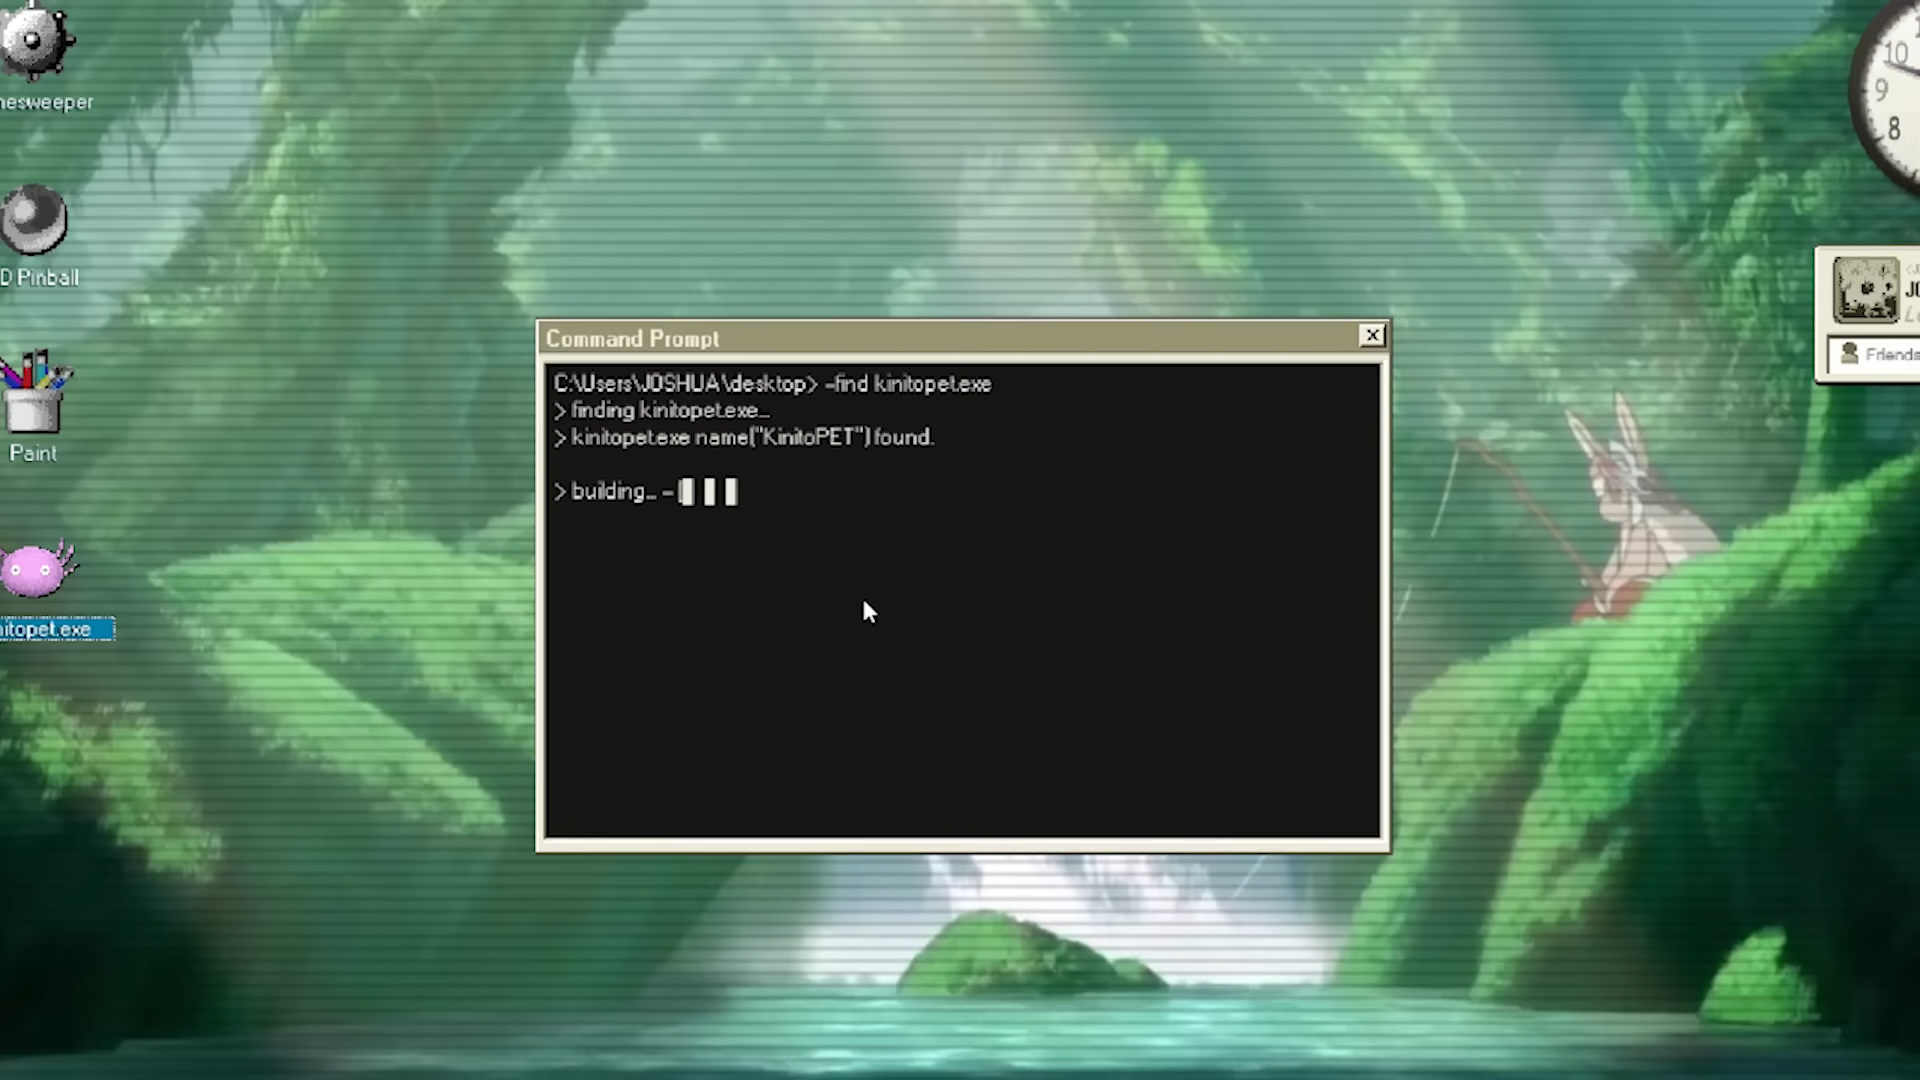 nesweeper
D Pinball
Paint
itopet.exe
Command Prompt
C:\Users\JOSHUA\desktop> -find kinitopet.exe
> finding kinitopet.exe...
> kinitopet.exe name("KinitoPET") found.
> building... -
10
9
8
JO
Friends